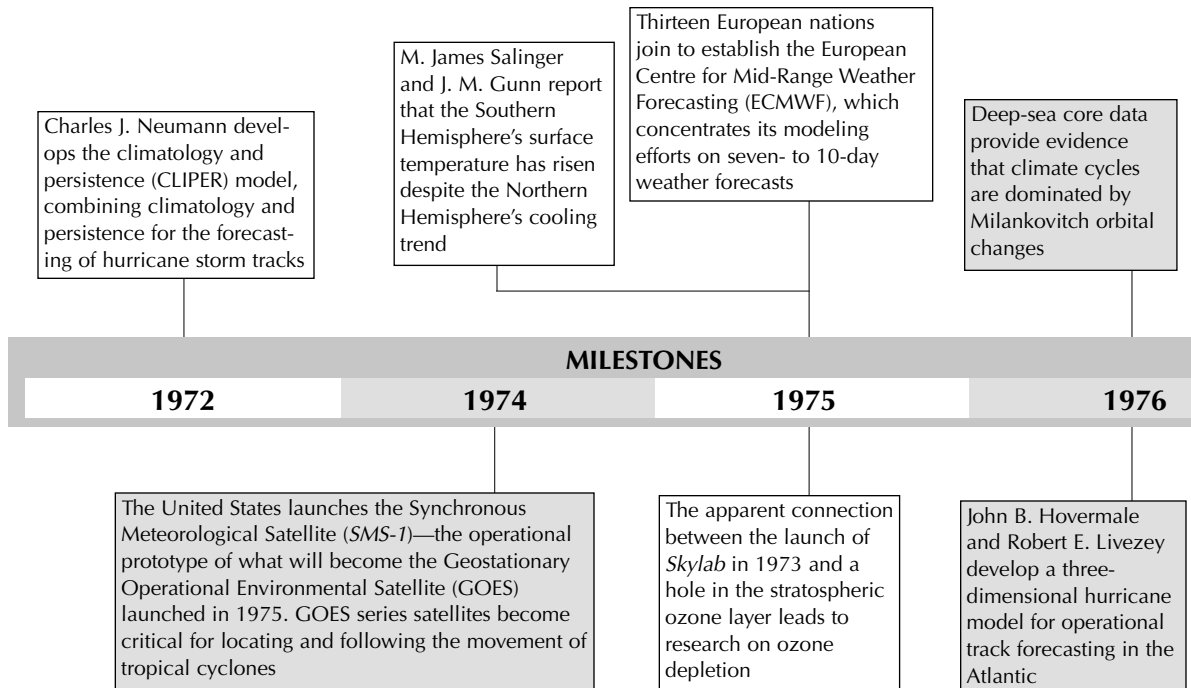 Charles J. Neumann devel-
ops the climatology and
persistence (CLIPER) model,
combining climatology and
persistence for the forecast-
ing of hurricane storm tracks
M. James Salinger
and J. M. Gunn report
that the Southern
Hemisphere's surface
temperature has risen
despite the Northern
Hemisphere's cooling
trend
Thirteen European nations
join to establish the European
Centre for Mid-Range Weather
Forecasting (ECMWF), which
concentrates its modeling
efforts on seven- to 10-day
weather forecasts
Deep-sea core data
provide evidence
that climate cycles
are dominated by
Milankovitch orbital
changes
MILESTONES
1972 1974 1975 1976
The United States launches the Synchronous
Meteorological Satellite (SMS-1)—the operational
prototype of what will become the Geostationary
Operational Environmental Satellite (GOES)
launched in 1975. GOES series satellites become
critical for locating and following the movement of
tropical cyclones
The apparent connection
between the launch of
Skylab in 1973 and a
hole in the stratospheric
ozone layer leads to
research on ozone
depletion
John B. Hovermale
and Robert E. Livezey
develop a three-
dimensional hurricane
model for operational
track forecasting in the
Atlantic